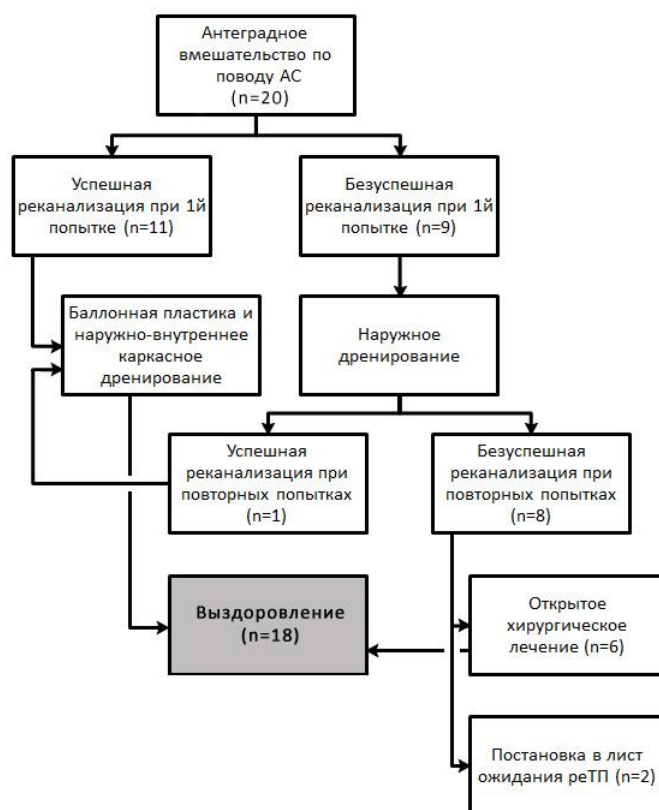 Антеградное
вмешательство по
поводу АС
(n=20)
Успешная
реканализация при 1й
попытке (n=11)
Безуспешная
реканализация при 1й
попытке (n=9)
Баллонная пластика и
наружно-внутреннее
каркасное
дренирование
Наружное
дренирование
Успешная
реканализация при
повторных попытках
(n=1)
Безуспешная
реканализация при
повторных попытках
(n=8)
Выздоровление
(n=18)
Открытое
хирургическое
лечение (n=6)
Постановка в лист
ожидания реТП (n=2)